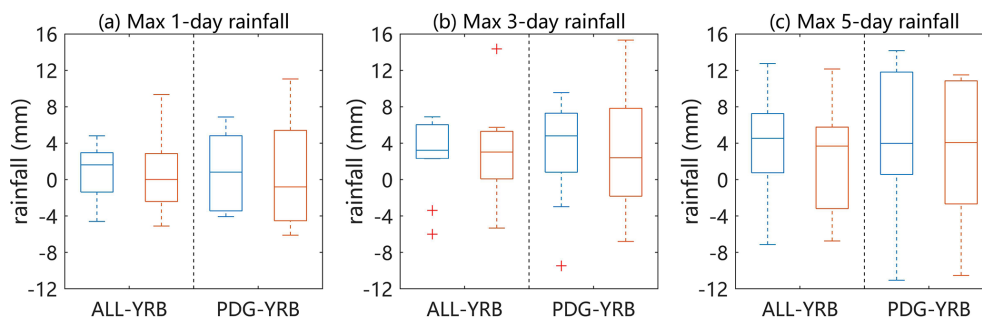 (a) Max 1-day rainfall
16
12
8
4
0
-4
-8
-12
rainfall (mm)
ALL-YRB PDG-YRB
(b) Max 3-day rainfall
16
12
8
4
0
-4
-8
-12
rainfall (mm)
ALL-YRB PDG-YRB
(c) Max 5-day rainfall
16
12
8
4
0
-4
-8
-12
rainfall (mm)
ALL-YRB PDG-YRB